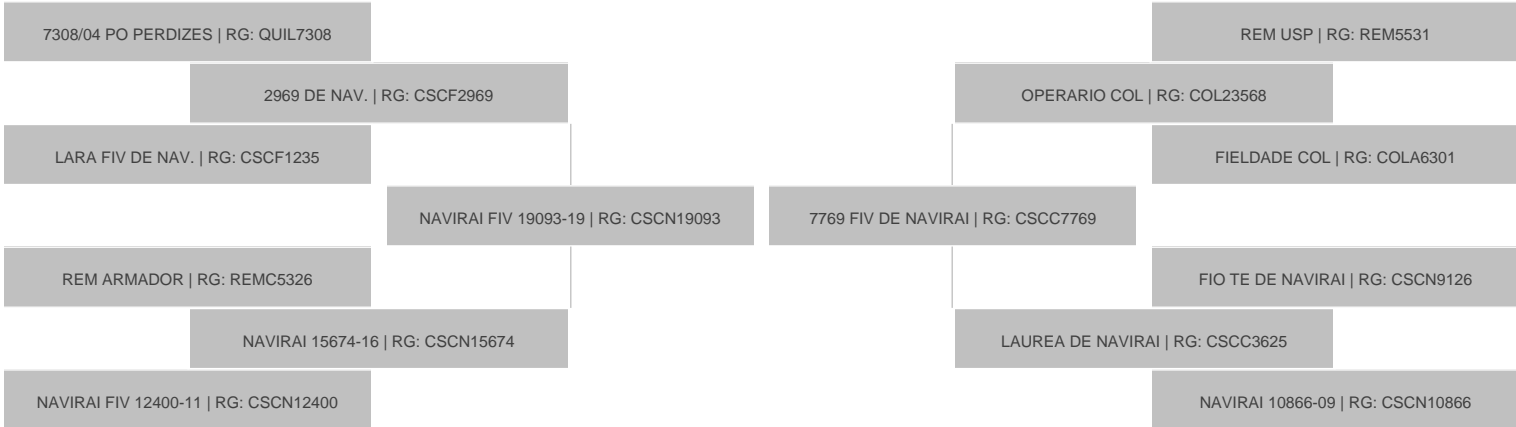 7308/04 PO PERDIZES | RG: QUIL7308
REM USP | RG: REM5531
2969 DE NAV. | RG: CSCF2969
OPERARIO COL | RG: COL23568
LARA FIV DE NAV. | RG: CSCF1235
FIELDADE COL | RG: COLA6301
NAVIRAI FIV 19093-19 | RG: CSCN19093
7769 FIV DE NAVIRAI | RG: CSCC7769
REM ARMADOR | RG: REMC5326
FIO TE DE NAVIRAI | RG: CSCN9126
NAVIRAI 15674-16 | RG: CSCN15674
LAUREA DE NAVIRAI | RG: CSCC3625
NAVIRAI FIV 12400-11 | RG: CSCN12400
NAVIRAI 10866-09 | RG: CSCN10866